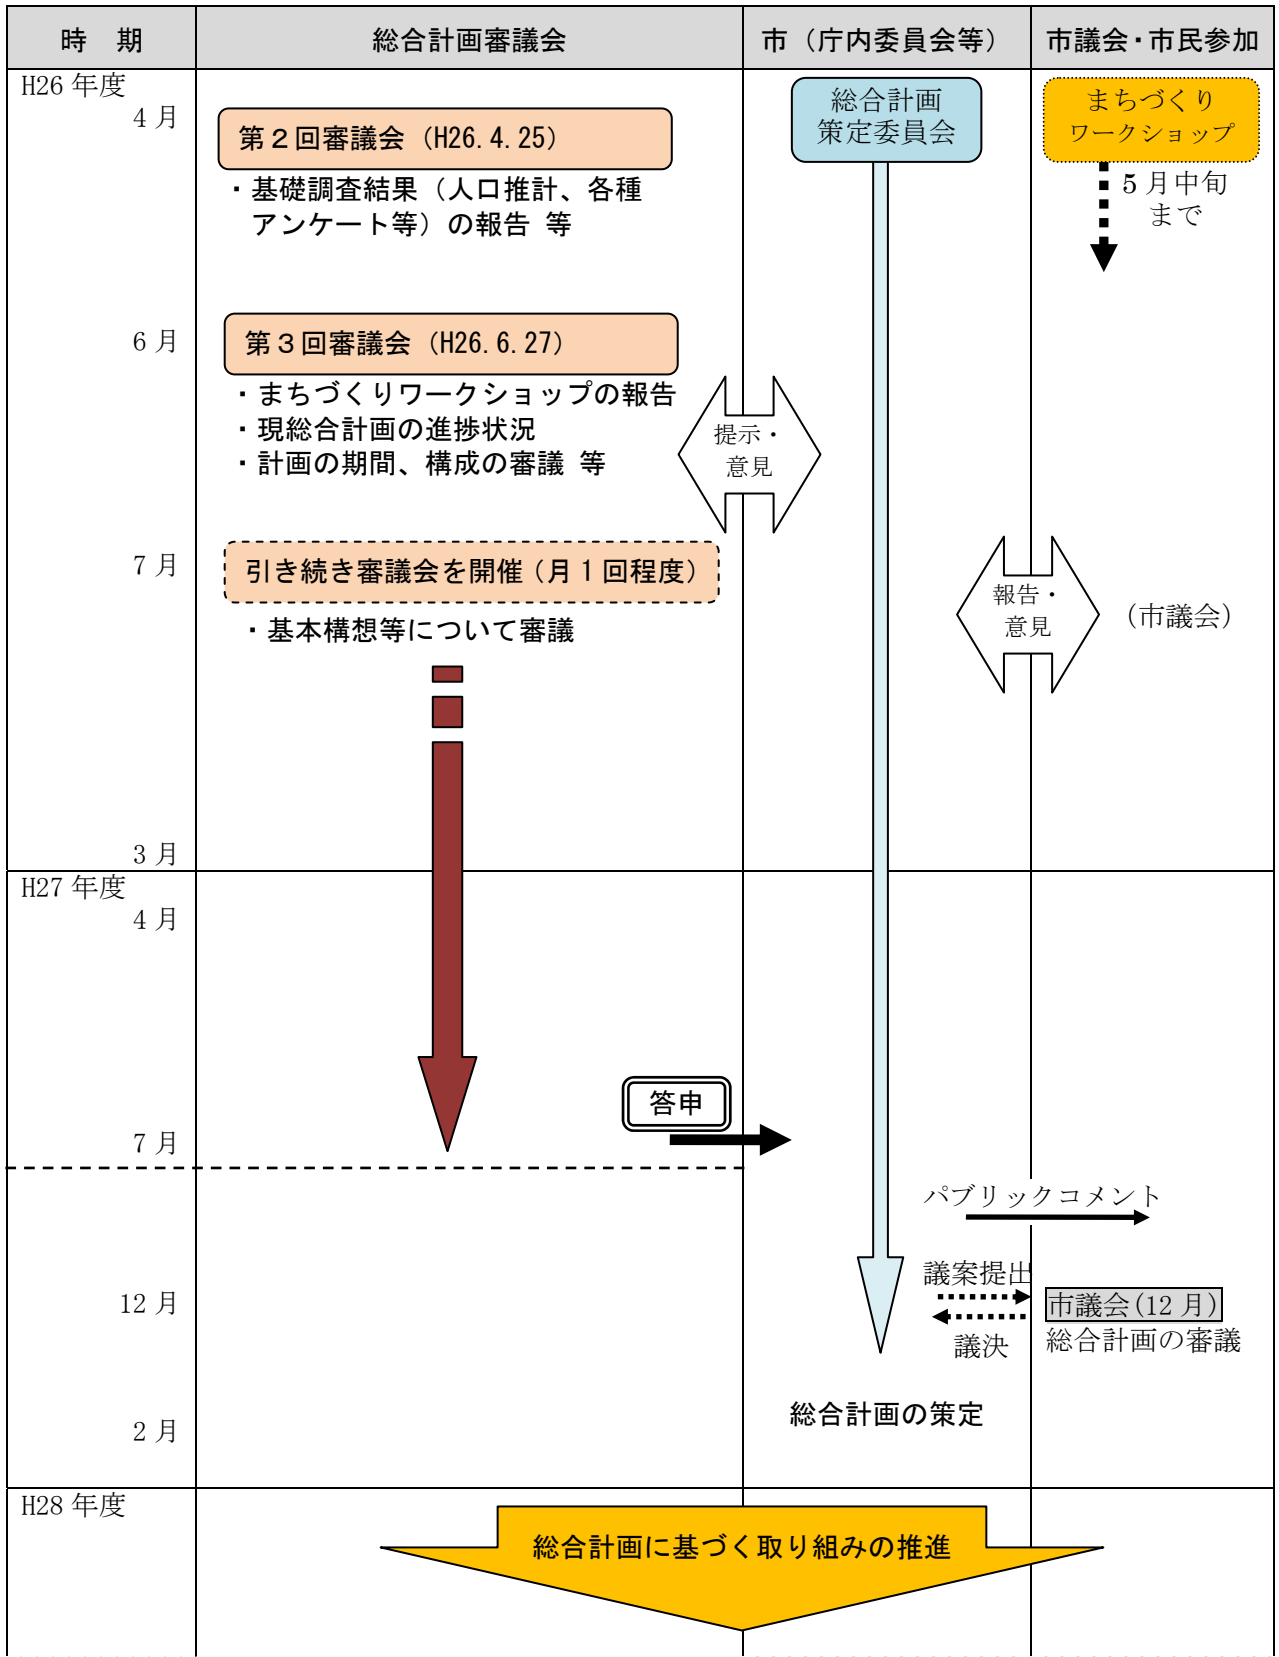 時　期
総合計画審議会
市（庁内委員会等）
市議会・市民参加
H26 年度
4 月
第２回審議会（H26.4.25）
・基礎調査結果（人口推計、各種
アンケート等）の報告 等
総合計画
策定委員会
まちづくり
ワークショップ
5 月中旬
まで
6 月
第３回審議会（H26.6.27）
・まちづくりワークショップの報告
・現総合計画の進捗状況
・計画の期間、構成の審議 等
提示・
意見
7 月
引き続き審議会を開催（月１回程度）
・基本構想等について審議
報告・
意見
（市議会）
3 月
H27 年度
4 月
答申
7 月
パブリックコメント
議案提出
12 月
市議会(12 月)
総合計画の審議
議決
総合計画の策定
2 月
H28 年度
総合計画に基づく取り組みの推進